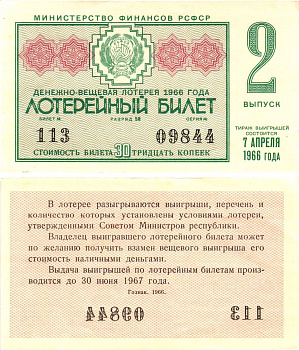 МИНИСТЕРСТВО ФИНАНСОВ РСФСР
ДЕНЕЖНО-ВЕЩЕВАЯ ЛОТЕРЕЯ 1966 ГОДА
ЛОТЕРЕЙНЫЙ БИЛЕТ
БИЛЕТ № РАЗРЯД 58 СЕРИЯ №
113 09844
СТОИМОСТЬ БИЛЕТА 30 ТРИДЦАТЬ КОПЕЕК
2
ВЫПУСК
ТИРАЖ ВЫИГРЫШЕЙ
СОСТОИТСЯ
7 АПРЕЛЯ
1966 ГОДА
В лотерее разыгрываются выигрыши, перечень и
количество которых установлены условиями лотереи,
утвержденными Советом Министров республики.
Владелец выигравшего лотерейного билета может
по желанию получить взамен вещевого выигрыша его
стоимость наличными деньгами.
Выдача выигрышей по лотерейным билетам произ-
водится до 30 июня 1967 года.
Гознак. 1966.
09844 113